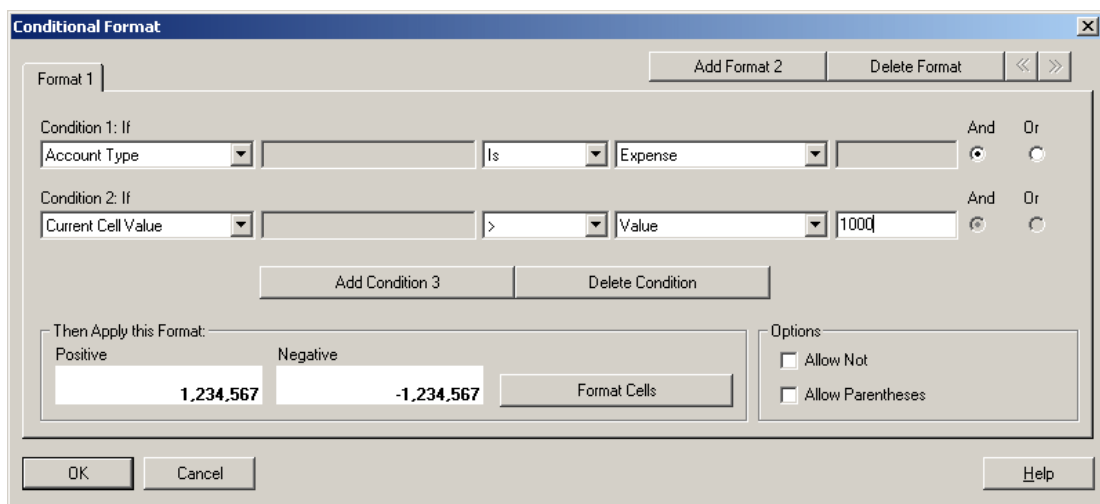 Conditional Format
Add Format 2 Delete Format
Format 1
Condition 1: If And Or
Account Type Is Expense
Condition 2: If And Or
Current Cell Value > Value 1000
Add Condition 3 Delete Condition
Then Apply this Format: Options
Positive Negative Allow Not
1,234,567 -1,234,567 Format Cells Allow Parentheses
OK Cancel Help